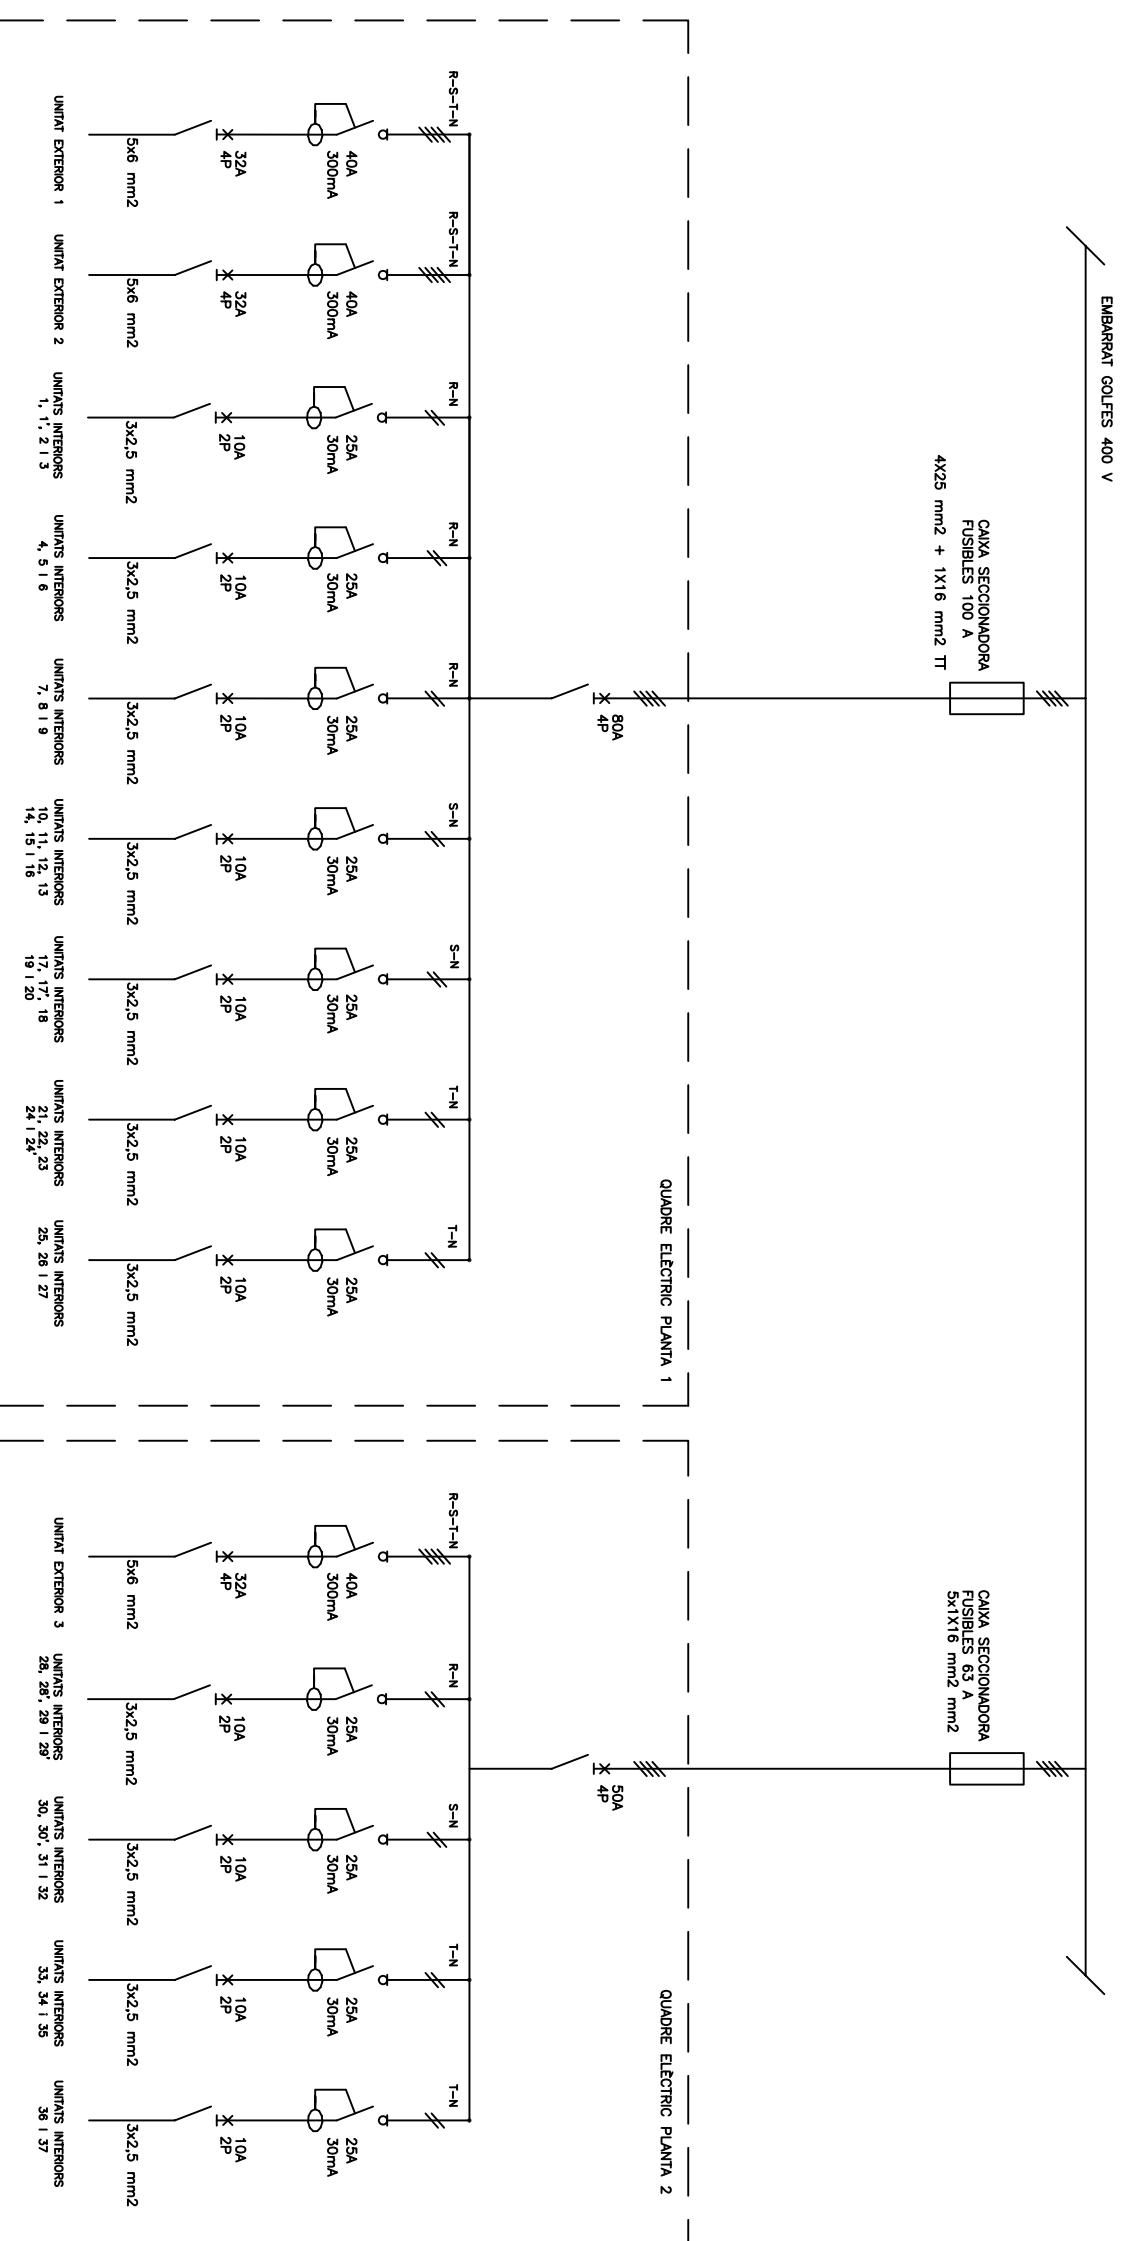 EMBARRAT GOLFES 400 V
CAIXA SECCIONADORA
FUSIBLES 100 A
4X25 mm2 + 1X16 mm2 TT
CAIXA SECCIONADORA
FUSIBLES 63 A
5x1X16 mm2 mm2
QUADRE ELÈCTRIC PLANTA 1
80A
4P
R-S-T-N
40A
300mA
32A
4P
5x6 mm2
UNITAT EXTERIOR 1
R-S-T-N
40A
300mA
32A
4P
5x6 mm2
UNITAT EXTERIOR 2
R-N
25A
30mA
10A
2P
3x2,5 mm2
UNITATS INTERIORS
1, 1', 2 I 3
R-N
25A
30mA
10A
2P
3x2,5 mm2
UNITATS INTERIORS
4, 5 I 6
R-N
25A
30mA
10A
2P
3x2,5 mm2
UNITATS INTERIORS
7, 8 I 9
S-N
25A
30mA
10A
2P
3x2,5 mm2
UNITATS INTERIORS
10, 11, 12, 13
14, 15 I 16
S-N
25A
30mA
10A
2P
3x2,5 mm2
UNITATS INTERIORS
17, 17', 18
19 I 20
T-N
25A
30mA
10A
2P
3x2,5 mm2
UNITATS INTERIORS
21, 22, 23
24 I 24'
T-N
25A
30mA
10A
2P
3x2,5 mm2
UNITATS INTERIORS
25, 26 I 27
QUADRE ELÈCTRIC PLANTA 2
50A
4P
R-S-T-N
40A
300mA
32A
4P
5x6 mm2
UNITAT EXTERIOR 3
R-N
25A
30mA
10A
2P
3x2,5 mm2
UNITATS INTERIORS
28, 28', 29 I 29'
S-N
25A
30mA
10A
2P
3x2,5 mm2
UNITATS INTERIORS
30, 30', 31 I 32
T-N
25A
30mA
10A
2P
3x2,5 mm2
UNITATS INTERIORS
33, 34 i 35
T-N
25A
30mA
10A
2P
3x2,5 mm2
UNITATS INTERIORS
36 I 37